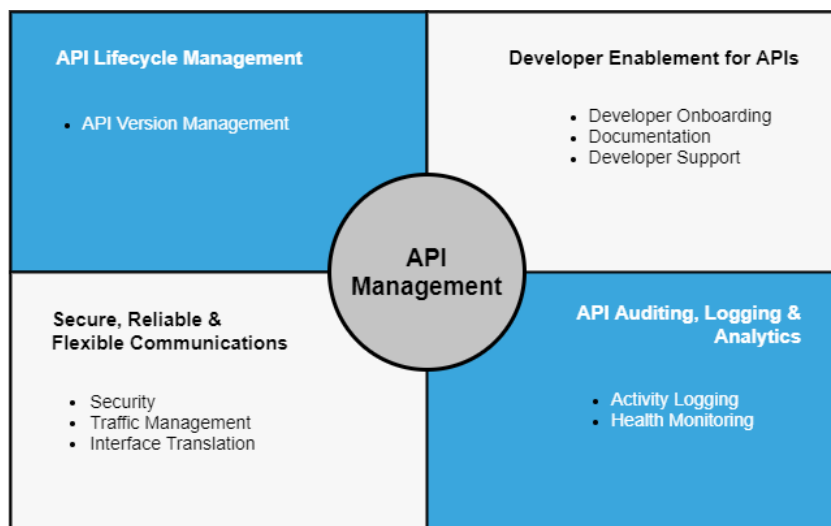 API Lifecycle Management
• API Version Management
Developer Enablement for APIs
• Developer Onboarding
• Documentation
• Developer Support
API
Management
Secure, Reliable &
Flexible Communications
• Security
• Traffic Management
• Interface Translation
API Auditing, Logging &
Analytics
• Activity Logging
• Health Monitoring